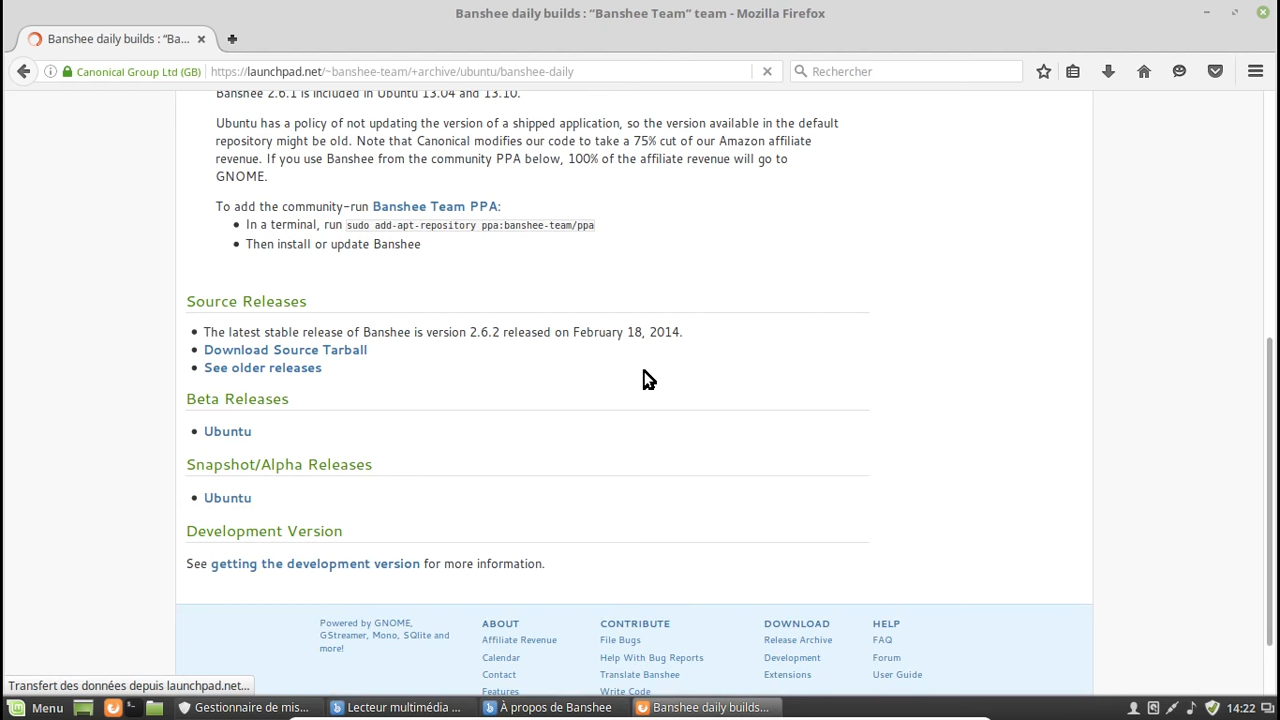 Banshee daily builds : “Banshee Team” team - Mozilla Firefox
Banshee daily builds : “Ba...
Canonical Group Ltd (GB)
https://launchpad.net/~banshee-team/+archive/ubuntu/banshee-daily
Rechercher
Banshee 2.6.1 is included in Ubuntu 13.04 and 13.10.
Ubuntu has a policy of not updating the version of a shipped application, so the version available in the default
repository might be old. Note that Canonical modifies our code to take a 75% cut of our Amazon affiliate
revenue. If you use Banshee from the community PPA below, 100% of the affiliate revenue will go to
GNOME.
To add the community-run Banshee Team PPA:
In a terminal, run sudo add-apt-repository ppa:banshee-team/ppa
Then install or update Banshee
Source Releases
The latest stable release of Banshee is version 2.6.2 released on February 18, 2014.
Download Source Tarball
See older releases
Beta Releases
Ubuntu
Snapshot/Alpha Releases
Ubuntu
Development Version
See getting the development version for more information.
Powered by GNOME,
GStreamer, Mono, SQlite and
more!
ABOUT
Affiliate Revenue
Calendar
Contact
Features
CONTRIBUTE
File Bugs
Help With Bug Reports
Translate Banshee
Write Code
DOWNLOAD
Release Archive
Development
Extensions
HELP
FAQ
Forum
User Guide
Transfert des données depuis launchpad.net...
Menu
Gestionnaire de mis...
Lecteur multimédia ...
À propos de Banshee
Banshee daily builds...
14:22